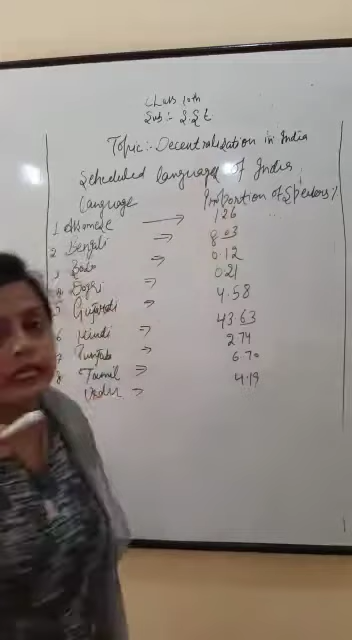 Class 10th
Sub:- S.St
Topic:- Decentralization in India
Scheduled Languages of India
Language Proportion of Speakers %
1 Assamese → 1.26
2 Bengali → 8.03
3 Bodo → 0.12
4 Dogri → 0.21
5 Gujarati → 4.58
6 Hindi → 43.63
7 Punjabi → 2.74
8 Tamil → 6.70
Urdu → 4.19